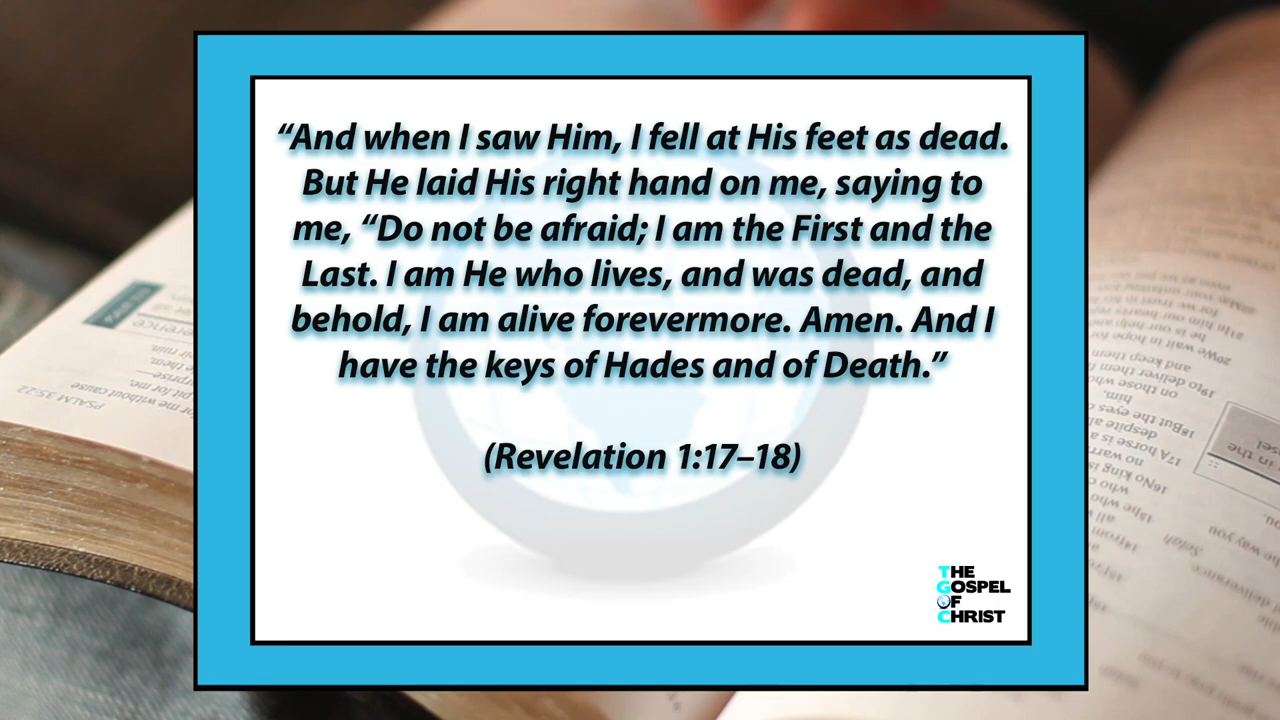 “And when I saw Him, I fell at His feet as dead.
But He laid His right hand on me, saying to
me, “Do not be afraid; I am the First and the
Last. I am He who lives, and was dead, and
behold, I am alive forevermore. Amen. And I
have the keys of Hades and of Death.”
(Revelation 1:17–18)
THE
GOSPEL
OF
CHRIST
PSALM 35:22